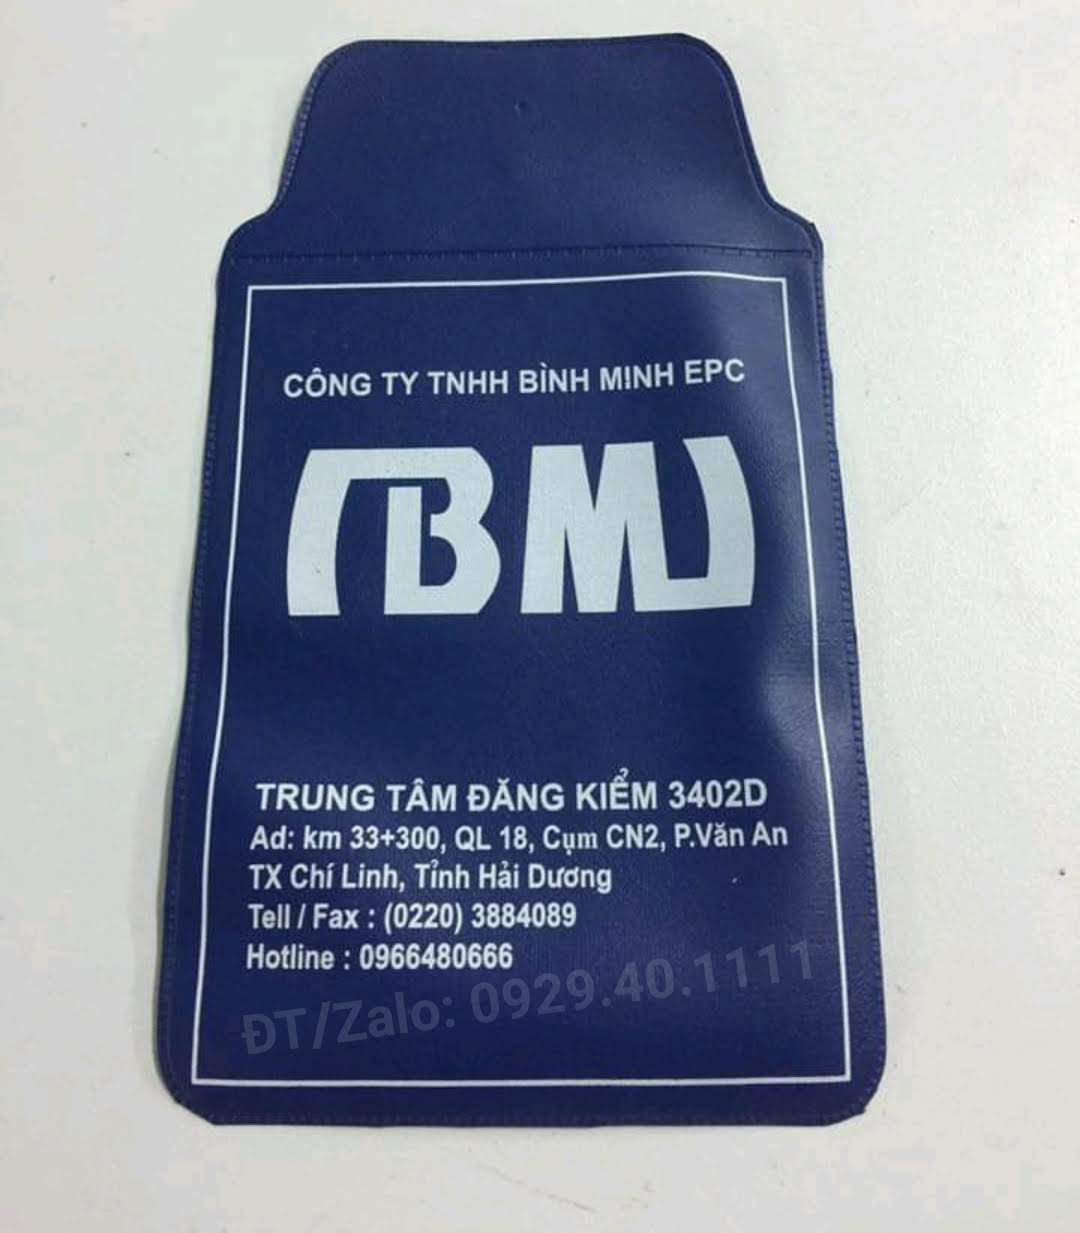 CÔNG TY TNHH BÌNH MINH EPC
BM
TRUNG TÂM ĐĂNG KIỂM 3402D
Ad: km 33+300, QL 18, Cụm CN2, P.Văn An
TX Chí Linh, Tỉnh Hải Dương
Tell / Fax : (0220) 3884089
Hotline : 0966480666
ĐT/Zalo: 0929.40.1111